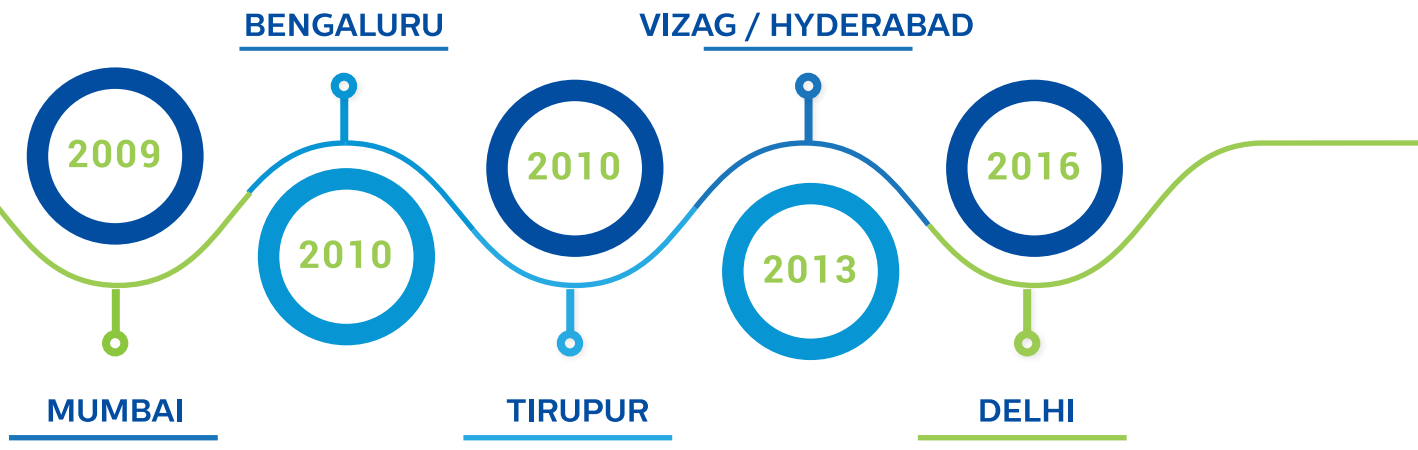 BENGALURU
VIZAG / HYDERABAD
2009
2010
2010
2013
2016
MUMBAI
TIRUPUR
DELHI